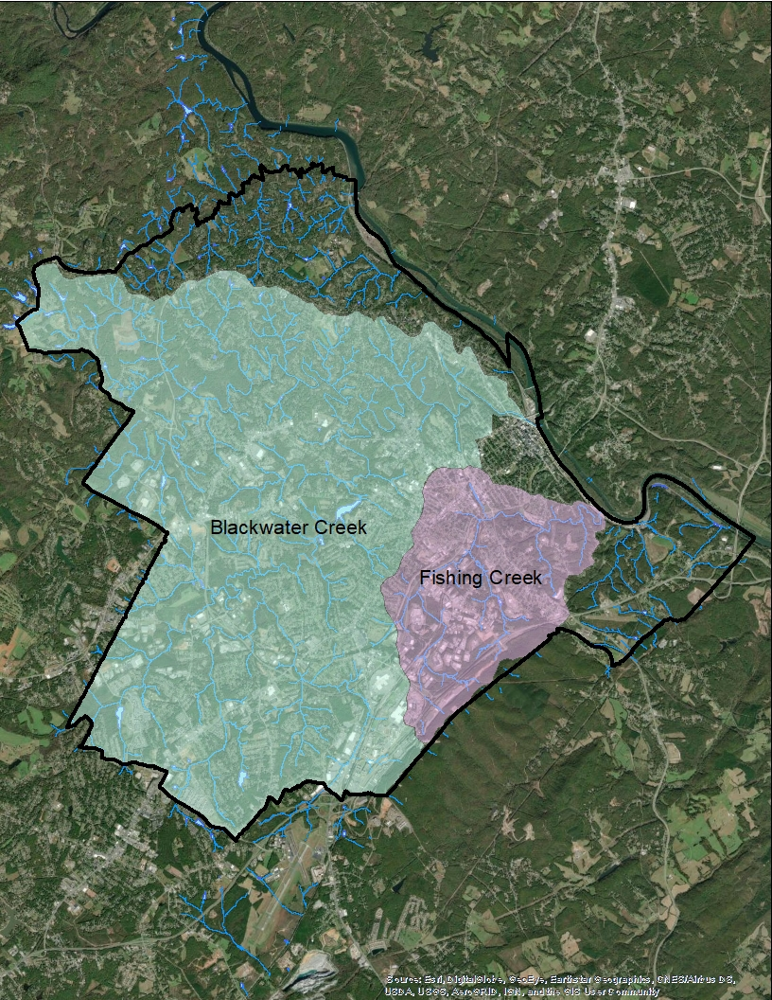 Blackwater Creek
Fishing Creek
Source: Esri, DigitalGlobe, GeoEye, Earthstar Geographics, CNES/Airbus DS,
USDA, USGS, AeroGRID, IGN, and the GIS User Community